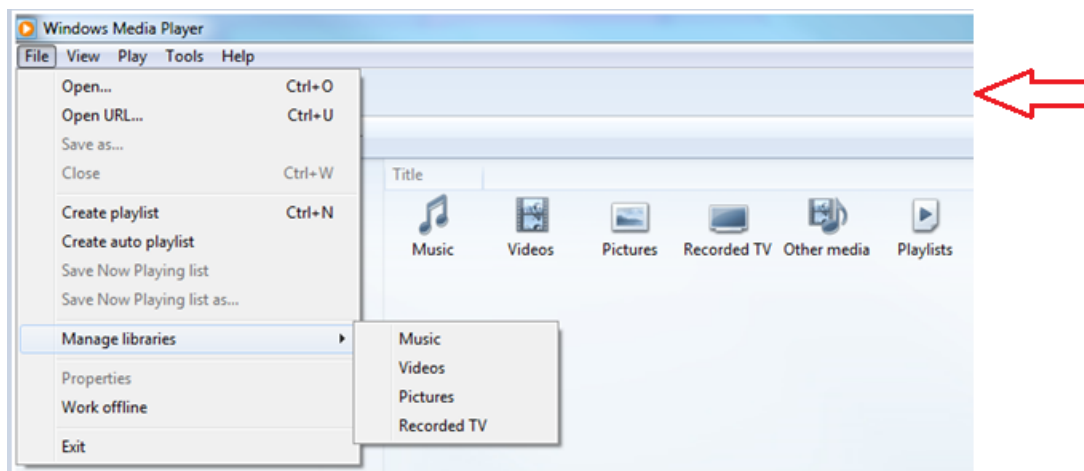 Windows Media Player
File View Play Tools Help
Open... Ctrl+O
Open URL... Ctrl+U
Save as...
Close Ctrl+W
Create playlist Ctrl+N
Create auto playlist
Save Now Playing list
Save Now Playing list as...
Manage libraries
Properties
Work offline
Exit
Music
Videos
Pictures
Recorded TV
Title
Music Videos Pictures Recorded TV Other media Playlists